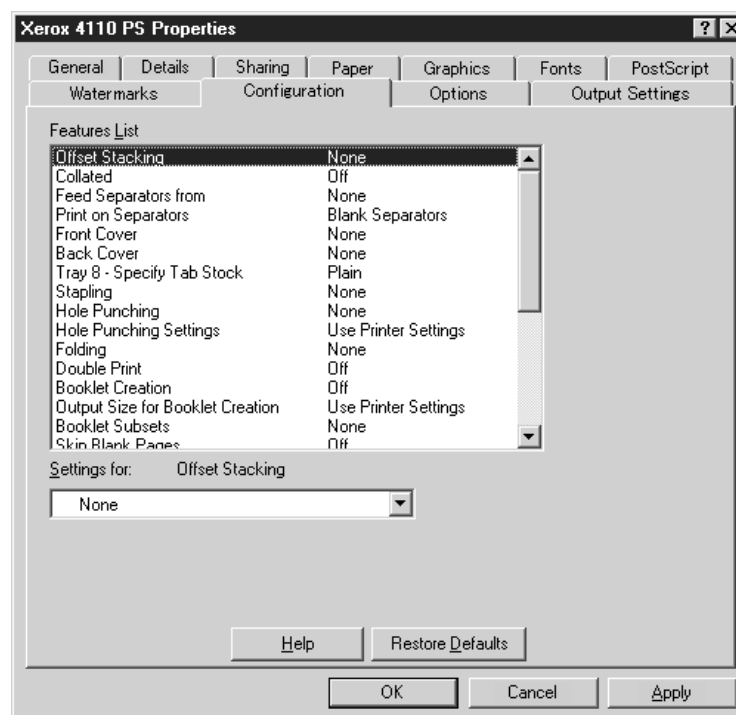 Xerox 4110 PS Properties
General Details Sharing Paper Graphics Fonts PostScript
Watermarks Configuration Options Output Settings
Features List
Offset Stacking None
Collated Off
Feed Separators from None
Print on Separators Blank Separators
Front Cover None
Back Cover None
Tray 8 - Specify Tab Stock Plain
Stapling None
Hole Punching None
Hole Punching Settings Use Printer Settings
Folding None
Double Print Off
Booklet Creation Off
Output Size for Booklet Creation Use Printer Settings
Booklet Subsets None
Skip Blank Pages Off
Settings for: Offset Stacking
None
Help Restore Defaults
OK Cancel Apply